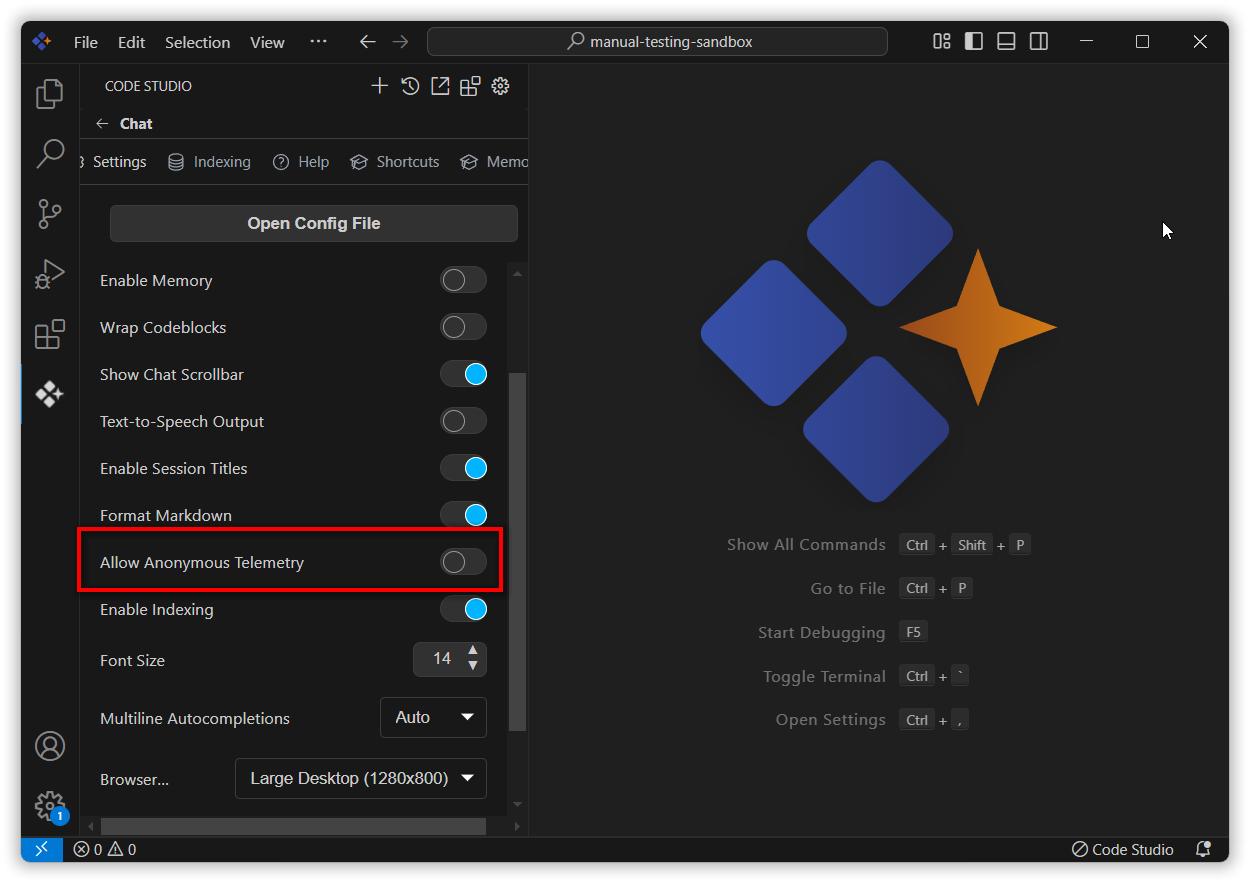 File Edit Selection View ··· manual-testing-sandbox
CODE STUDIO
Chat
Settings Indexing Help Shortcuts Memo
Open Config File
Enable Memory
Wrap Codeblocks
Show Chat Scrollbar
Text-to-Speech Output
Enable Session Titles
Format Markdown
Allow Anonymous Telemetry
Enable Indexing
Font Size 14
Multiline Autocompletions Auto
Browser... Large Desktop (1280x800)
Show All Commands Ctrl + Shift + P
Go to File Ctrl + P
Start Debugging F5
Toggle Terminal Ctrl + `
Open Settings Ctrl + ,
1
0 0 Code Studio